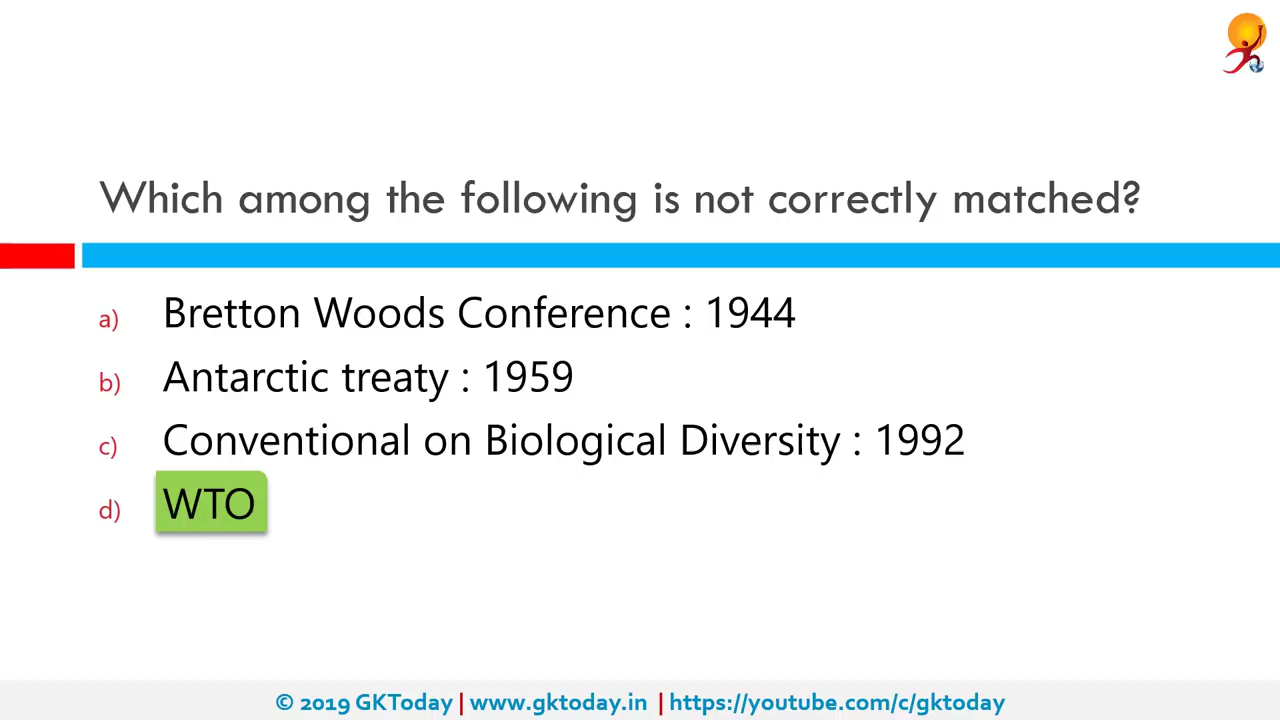 Which among the following is not correctly matched?
a) Bretton Woods Conference : 1944
b) Antarctic treaty : 1959
c) Conventional on Biological Diversity : 1992
d) WTO
© 2019 GKToday | www.gktoday.in | https://youtube.com/c/gktoday